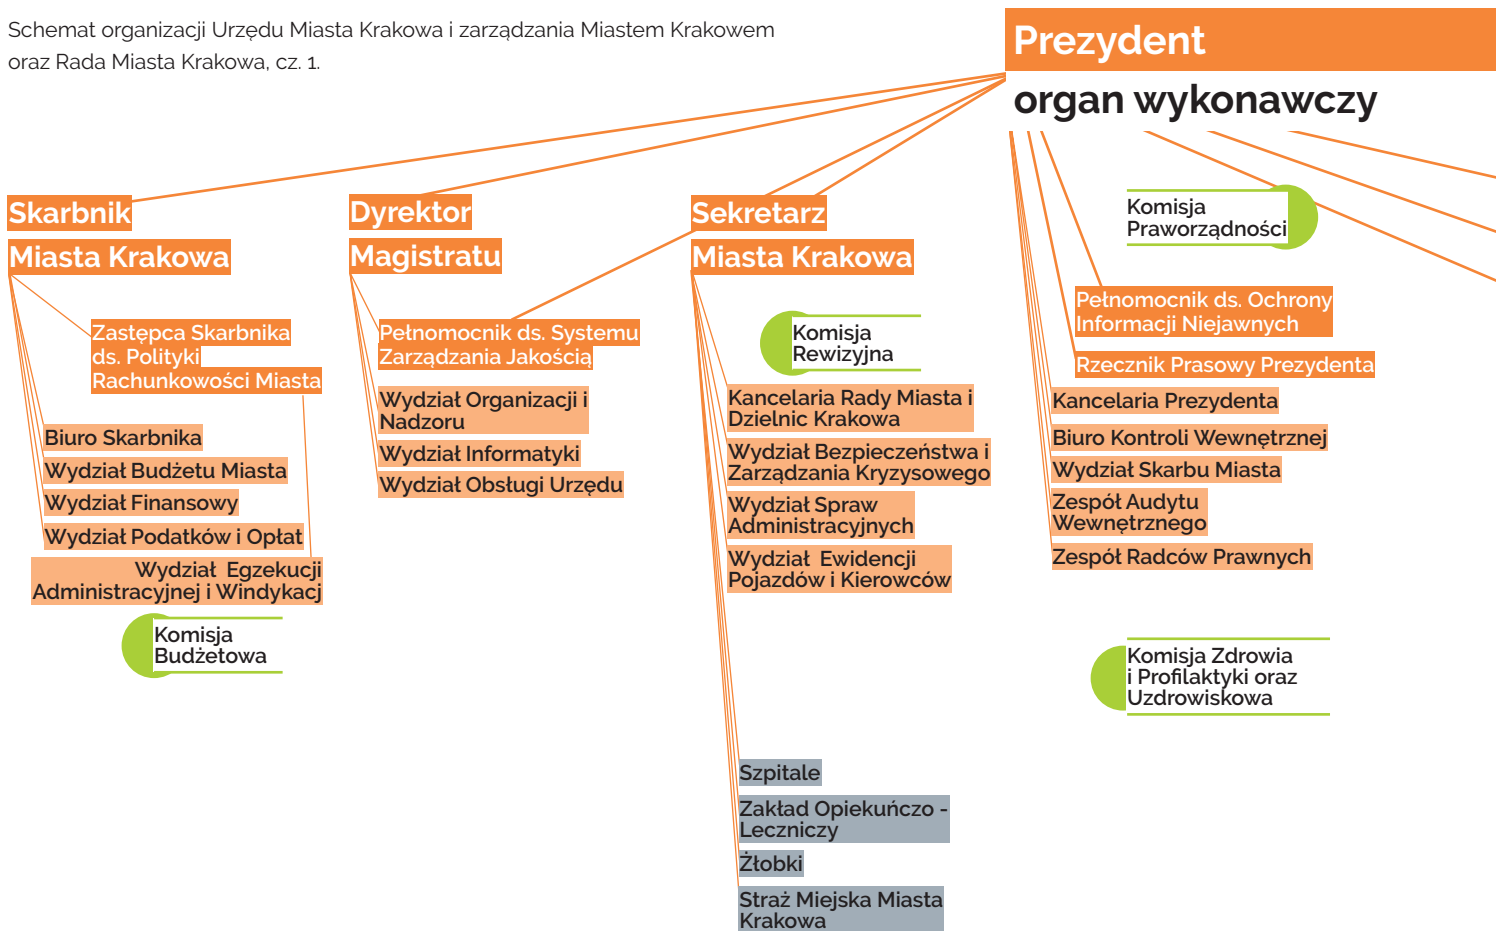 Schemat organizacji Urzędu Miasta Krakowa i zarządzania Miastem Krakowem
oraz Rada Miasta Krakowa, cz. 1.
Prezydent
organ wykonawczy
Skarbnik
Miasta Krakowa
Zastępca Skarbnika
ds. Polityki
Rachunkowości Miasta
Biuro Skarbnika
Wydział Budżetu Miasta
Wydział Finansowy
Wydział Podatków i Opłat
Wydział Egzekucji
Administracyjnej i Windykacj
Komisja
Budżetowa
Dyrektor
Magistratu
Pełnomocnik ds. Systemu
Zarządzania Jakością
Wydział Organizacji i
Nadzoru
Wydział Informatyki
Wydział Obsługi Urzędu
Sekretarz
Miasta Krakowa
Komisja
Rewizyjna
Kancelaria Rady Miasta i
Dzielnic Krakowa
Wydział Bezpieczeństwa i
Zarządzania Kryzysowego
Wydział Spraw
Administracyjnych
Wydział Ewidencji
Pojazdów i Kierowców
Szpitale
Zakład Opiekuńczo -
Leczniczy
Żłobki
Straż Miejska Miasta
Krakowa
Komisja
Praworządności
Pełnomocnik ds. Ochrony
Informacji Niejawnych
Rzecznik Prasowy Prezydenta
Kancelaria Prezydenta
Biuro Kontroli Wewnętrznej
Wydział Skarbu Miasta
Zespół Audytu
Wewnętrznego
Zespół Radców Prawnych
Komisja Zdrowia
i Profilaktyki oraz
Uzdrowiskowa